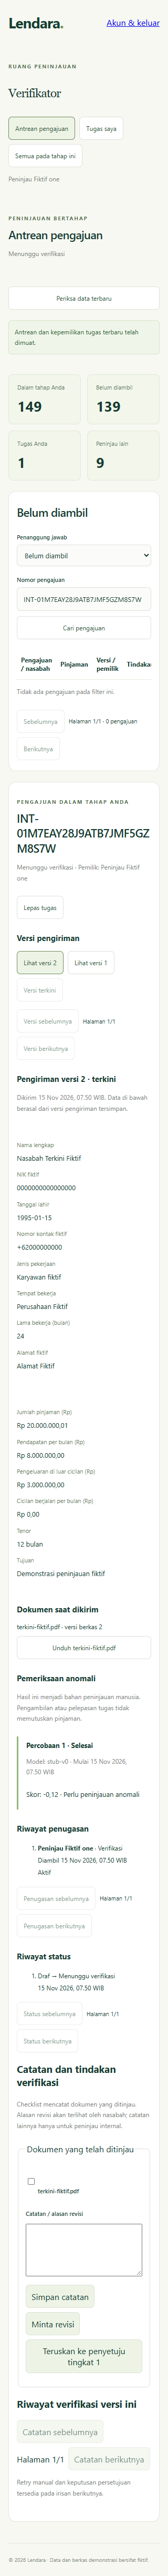 Lendara.
Akun & keluar
RUANG PENINJAUAN
Verifikator
Antrean pengajuan
Tugas saya
Semua pada tahap ini
Peninjau Fiktif one
PENINJAUAN BERTAHAP
Antrean pengajuan
Menunggu verifikasi
Periksa data terbaru
Antrean dan kepemilikan tugas terbaru telah
dimuat.
Dalam tahap Anda
149
Belum diambil
139
Tugas Anda
1
Peninjau lain
9
Belum diambil
Penanggung jawab
Belum diambil
Nomor pengajuan
INT-01M7EAY28J9ATB7JMF5GZM8S7W
Cari pengajuan
Pengajuan
/ nasabah
Peminjam
Versi /
pemilik
Tindakan
Tidak ada pengajuan pada filter ini.
Sebelumnya
Halaman 1/1 · 0 pengajuan
Berikutnya
PENGAJUAN DALAM TAHAP ANDA
INT-
01M7EAY28J9ATB7JMF5GZ
M8S7W
Menunggu verifikasi · Pemilik: Peninjau Fiktif
one
Lepas tugas
Versi pengiriman
Lihat versi 2
Lihat versi 1
Versi terkini
Versi sebelumnya
Halaman 1/1
Versi berikutnya
Pengiriman versi 2 · terkini
Dikirim 15 Nov 2026, 07.50 WIB. Data di bawah
berasal dari versi pengiriman tersimpan.
Nama lengkap
Nasabah Terkini Fiktif
NIK fiktif
0000000000000000
Tanggal lahir
1995-01-15
Nomor kontak fiktif
+62000000000
Jenis pekerjaan
Karyawan fiktif
Tempat bekerja
Perusahaan Fiktif
Lama bekerja (bulan)
24
Alamat fiktif
Alamat Fiktif
Jumlah pinjaman (Rp)
Rp 20.000.000,01
Pendapatan per bulan (Rp)
Rp 8.000.000,00
Pengeluaran di luar cicilan (Rp)
Rp 3.000.000,00
Cicilan berjalan per bulan (Rp)
Rp 0,00
Tenor
12 bulan
Tujuan
Demonstrasi peninjauan fiktif
Dokumen saat dikirim
terkini-fiktif.pdf · versi berkas 2
Unduh terkini-fiktif.pdf
Pemeriksaan anomali
Hasil ini menjadi bahan peninjauan manusia.
Pengambilan atau pelepasan tugas tidak
memutuskan pinjaman.
Percobaan 1 · Selesai
Model: stub-v0 · Mulai 15 Nov 2026,
07.50 WIB
Skor: -0,12 · Perlu peninjauan anomali
Riwayat penugasan
1. Peninjau Fiktif one · Verifikasi
Diambil 15 Nov 2026, 07.50 WIB
Aktif
Penugasan sebelumnya
Halaman 1/1
Penugasan berikutnya
Riwayat status
1. Draf → Menunggu verifikasi
15 Nov 2026, 07.50 WIB
Status sebelumnya
Halaman 1/1
Status berikutnya
Catatan dan tindakan
verifikasi
Checklist mencatat dokumen yang ditinjau.
Alasan revisi akan terlihat oleh nasabah; catatan
lainnya hanya untuk peninjau internal.
Dokumen yang telah ditinjau
terkini-fiktif.pdf
Catatan / alasan revisi
Simpan catatan
Minta revisi
Teruskan ke penyetuju
tingkat 1
Riwayat verifikasi versi ini
Catatan sebelumnya
Halaman 1/1
Catatan berikutnya
Retry manual dan keputusan persetujuan
tersedia pada irisan berikutnya.
© 2026 Lendara · Data dan berkas demonstrasi bersifat fiktif.